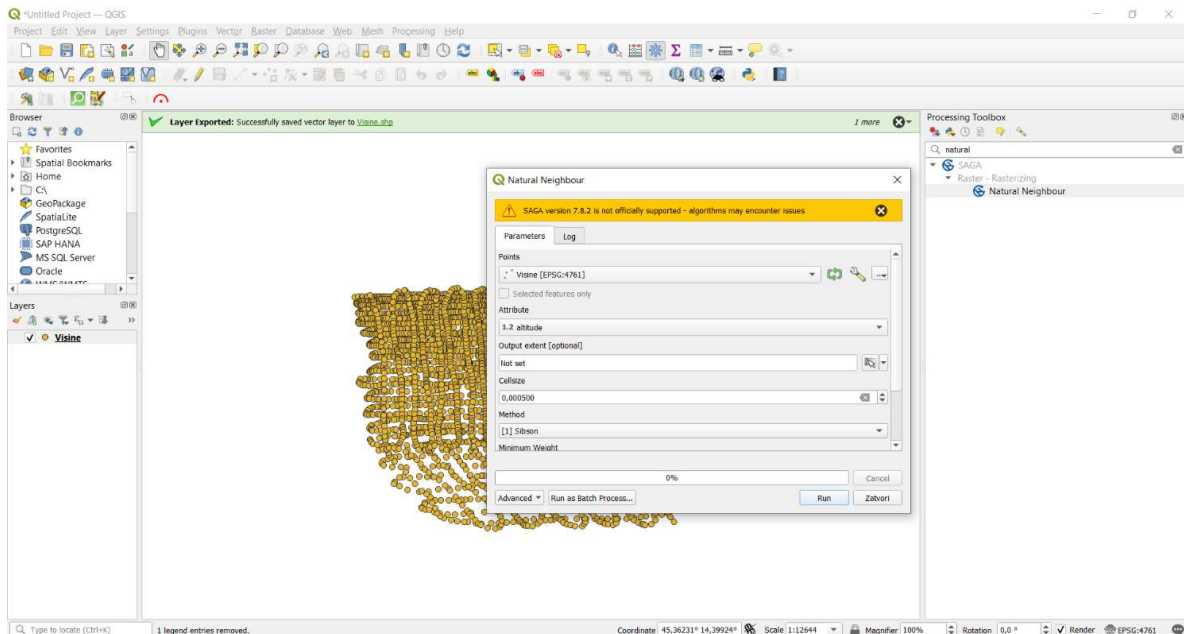 *Untitled Project — QGIS
Project Edit View Layer Settings Plugins Vector Raster Database Web Mesh Processing Help
Browser
Favorites
Spatial Bookmarks
Home
C:\
GeoPackage
SpatiaLite
PostgreSQL
SAP HANA
MS SQL Server
Oracle
Layers
Visine
Layer Exported: Successfully saved vector layer to Visine.shp
1 more
Natural Neighbour
SAGA version 7.8.2 is not officially supported - algorithms may encounter issues
Parameters Log
Points
Visine [EPSG:4761]
Selected features only
Attribute
1.2 altitude
Output extent [optional]
Not set
Cellsize
0,000500
Method
[1] Sibson
Minimum Weight
0%
Cancel
Advanced Run as Batch Process... Run Zatvori
Processing Toolbox
natural
SAGA
Raster - Rasterizing
Natural Neighbour
Type to locate (Ctrl+K) 1 legend entries removed. Coordinate 45,36231° 14,39924° Scale 1:12644 Magnifier 100% Rotation 0,0 ° Render EPSG:4761